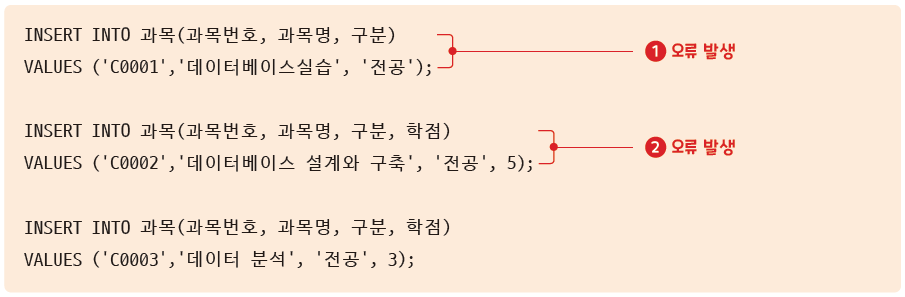 INSERT INTO 과목(과목번호, 과목명, 구분)
VALUES ('C0001','데이터베이스실습', '전공');
1 오류 발생
INSERT INTO 과목(과목번호, 과목명, 구분, 학점)
VALUES ('C0002','데이터베이스 설계와 구축', '전공', 5);
2 오류 발생
INSERT INTO 과목(과목번호, 과목명, 구분, 학점)
VALUES ('C0003','데이터 분석', '전공', 3);